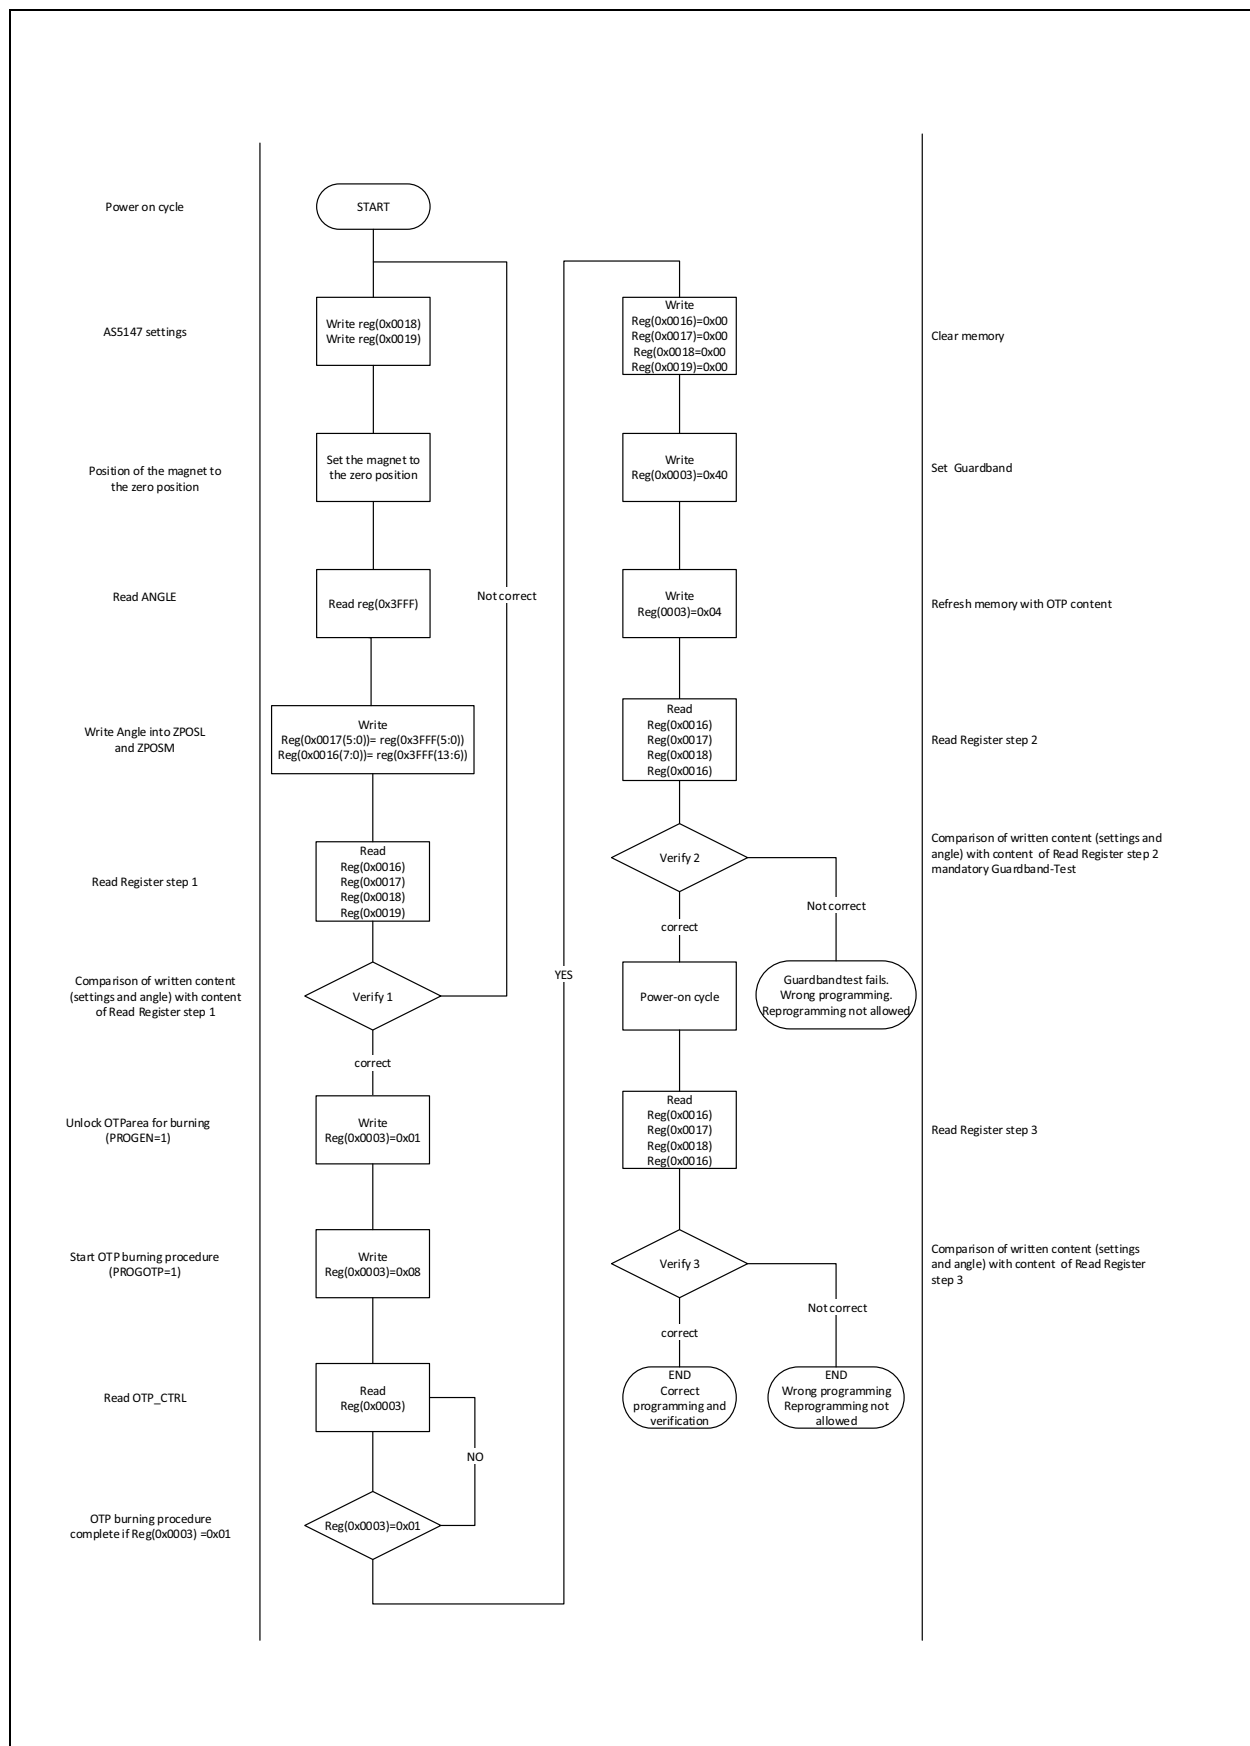 Power on cycle
START
AS5147 settings
Write reg(0x0018)
Write reg(0x0019)
Position of the magnet to
the zero position
Set the magnet to
the zero position
Read ANGLE
Read reg(0x3FFF)
Not correct
Write Angle into ZPOSL
and ZPOSM
Write
Reg(0x0017(5:0))= reg(0x3FFF(5:0))
Reg(0x0016(7:0))= reg(0x3FFF(13:6))
Read Register step 1
Read
Reg(0x0016)
Reg(0x0017)
Reg(0x0018)
Reg(0x0019)
Comparison of written content
(settings and angle) with content
of Read Register step 1
Verify 1
correct
Unlock OTParea for burning
(PROGEN=1)
Write
Reg(0x0003)=0x01
Start OTP burning procedure
(PROGOTP=1)
Write
Reg(0x0003)=0x08
Read OTP_CTRL
Read
Reg(0x0003)
NO
OTP burning procedure
complete if Reg(0x0003) =0x01
Reg(0x0003)=0x01
YES
Write
Reg(0x0016)=0x00
Reg(0x0017)=0x00
Reg(0x0018=0x00
Reg(0x0019)=0x00
Clear memory
Write
Reg(0x0003)=0x40
Set Guardband
Write
Reg(0003)=0x04
Refresh memory with OTP content
Read
Reg(0x0016)
Reg(0x0017)
Reg(0x0018)
Reg(0x0016)
Read Register step 2
Verify 2
Comparison of written content (settings and
angle) with content of Read Register step 2
mandatory Guardband-Test
Not correct
correct
Power-on cycle
Guardbandtest fails.
Wrong programming.
Reprogramming not allowed
Read
Reg(0x0016)
Reg(0x0017)
Reg(0x0018)
Reg(0x0016)
Read Register step 3
Verify 3
Comparison of written content (settings
and angle) with content of Read Register
step 3
Not correct
correct
END
Correct
programming and
verification
END
Wrong programming
Reprogramming not
allowed